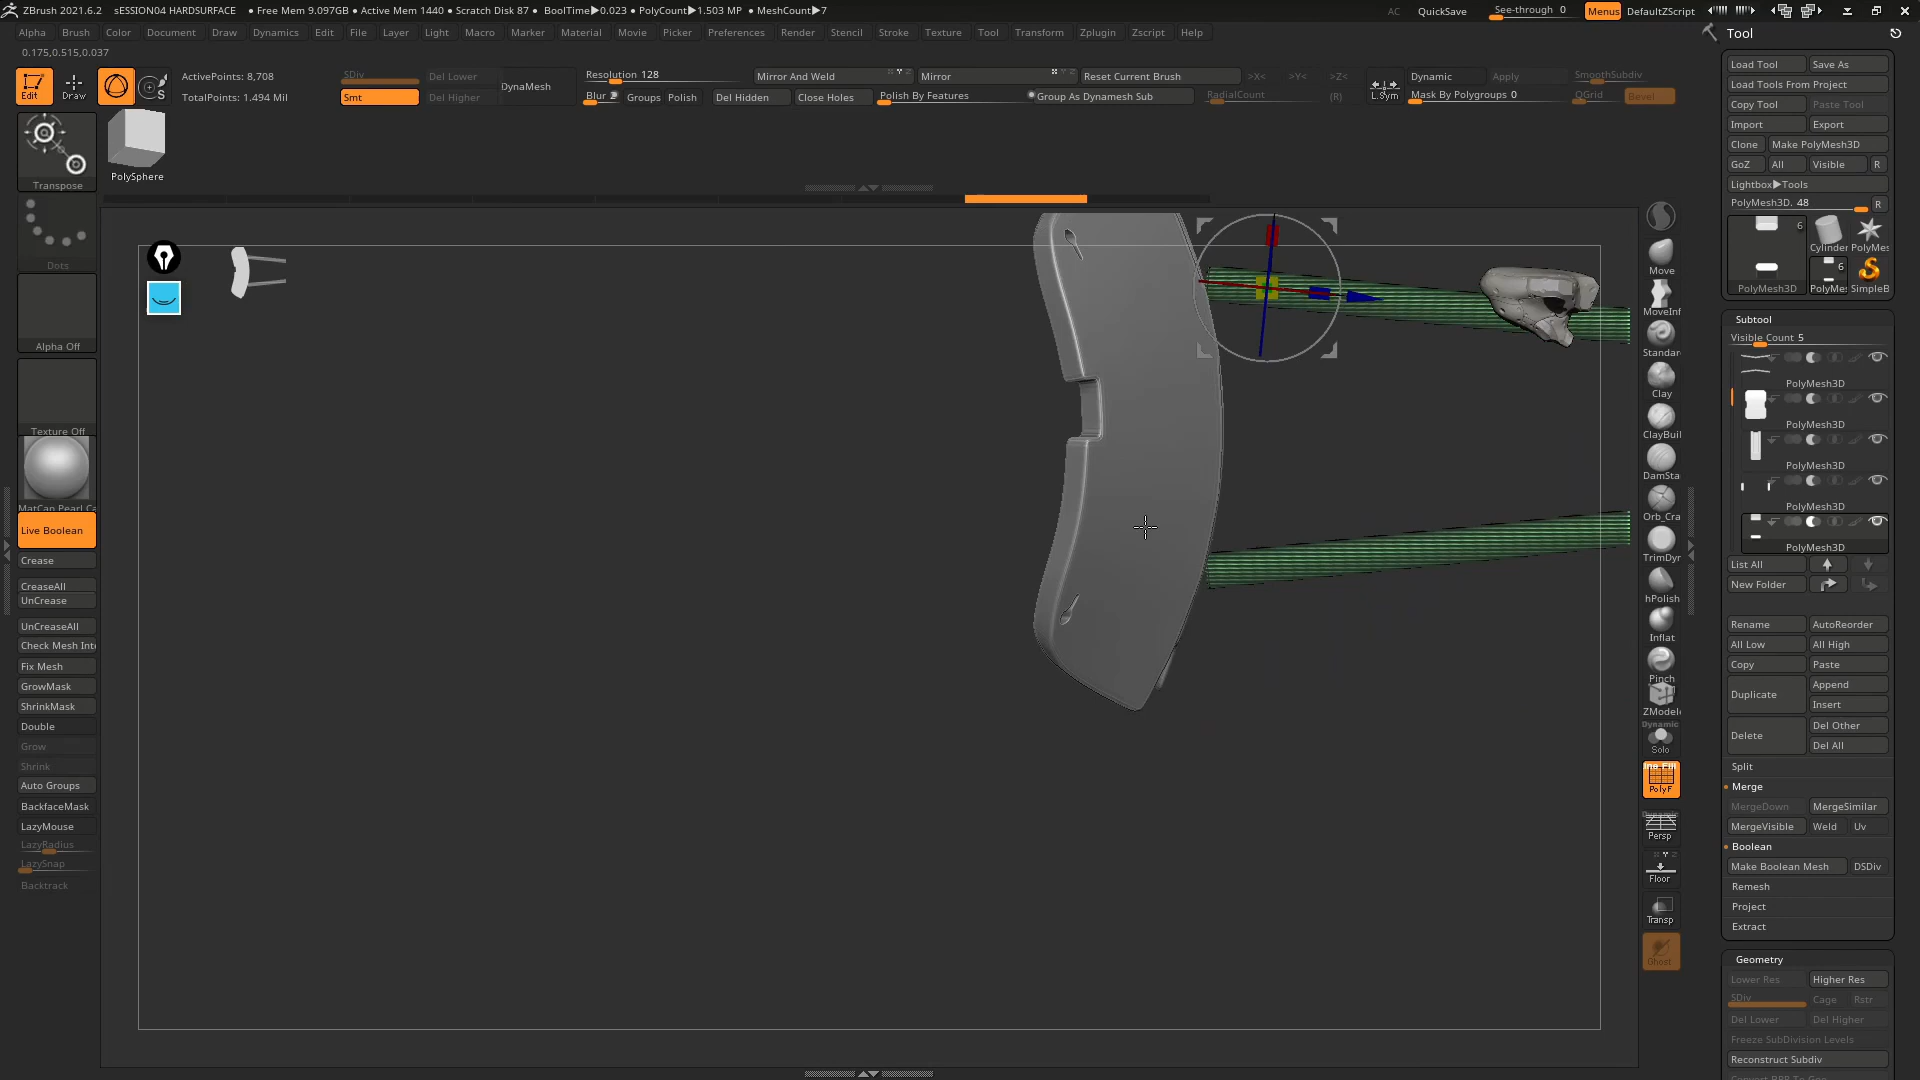 ZBrush 2021.6.2 sESSION04 HARDSURFACE • Free Mem 9.097GB • Active Mem 1440 • Scratch Disk 87 • BoolTime▶0.023 • PolyCount▶1.503 MP • MeshCount▶7 AC QuickSave See-through 0 Menus DefaultZScript
Alpha Brush Color Document Draw Dynamics Edit File Layer Light Macro Marker Material Movie Picker Preferences Render Stencil Stroke Texture Tool Transform Zplugin Zscript Help
0.175,0.515,0.037
Edit Draw
ActivePoints: 8,708
TotalPoints: 1.494 Mil
SDiv Del Lower
Smt Del Higher
DynaMesh
Resolution 128
Blur 2 Groups Polish
Mirror And Weld Mirror Reset Current Brush >X< >Y< >Z<
Del Hidden Close Holes Polish By Features Group As Dynamesh Sub RadialCount (R)
L.Sym
Dynamic Apply SmoothSubdiv
Mask By Polygroups 0 QGrid Bevel
Transpose
PolySphere
Dots
Alpha Off
Texture Off
MatCap Pearl Ca
Live Boolean
Crease
CreaseAll
UnCrease
UnCreaseAll
Check Mesh Int
Fix Mesh
GrowMask
ShrinkMask
Double
Grow
Shrink
Auto Groups
BackfaceMask
LazyMouse
LazyRadius
LazySnap
Backtrack
Move
MoveInf
Standar
Clay
ClayBuil
DamSta
Orb_Cra
TrimDyr
hPolish
Inflat
Pinch
ZModel
Dynamic
Solo
PolyF
Dynamic
Persp
Floor
Transp
Ghost
Tool
Load Tool Save As
Load Tools From Project
Copy Tool Paste Tool
Import Export
Clone Make PolyMesh3D
GoZ All Visible R
Lightbox▶Tools
PolyMesh3D. 48 R
6
Cylinder PolyMes
6
PolyMesh3D PolyMes SimpleB
Subtool
Visible Count 5
PolyMesh3D
PolyMesh3D
PolyMesh3D
PolyMesh3D
PolyMesh3D
List All
New Folder
Rename AutoReorder
All Low All High
Copy Paste
Duplicate Append
Insert
Delete Del Other
Del All
Split
Merge
MergeDown MergeSimilar
MergeVisible Weld Uv
Boolean
Make Boolean Mesh DSDiv
Remesh
Project
Extract
Geometry
Lower Res Higher Res
SDiv Cage Rstr
Del Lower Del Higher
Freeze SubDivision Levels
Reconstruct Subdiv